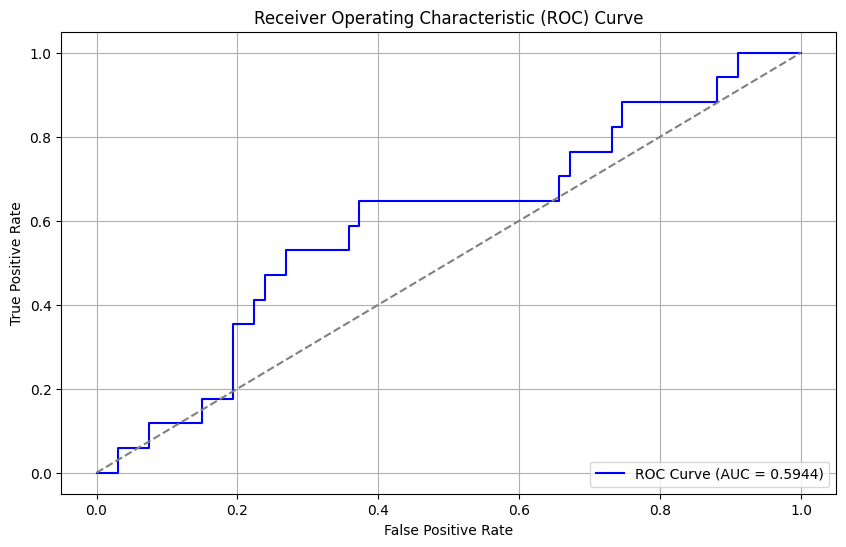 Receiver Operating Characteristic (ROC) Curve
1.0
0.8
0.6
0.4
0.2
0.0
True Positive Rate
ROC Curve (AUC = 0.5944)
0.0 0.2 0.4 0.6 0.8 1.0
False Positive Rate